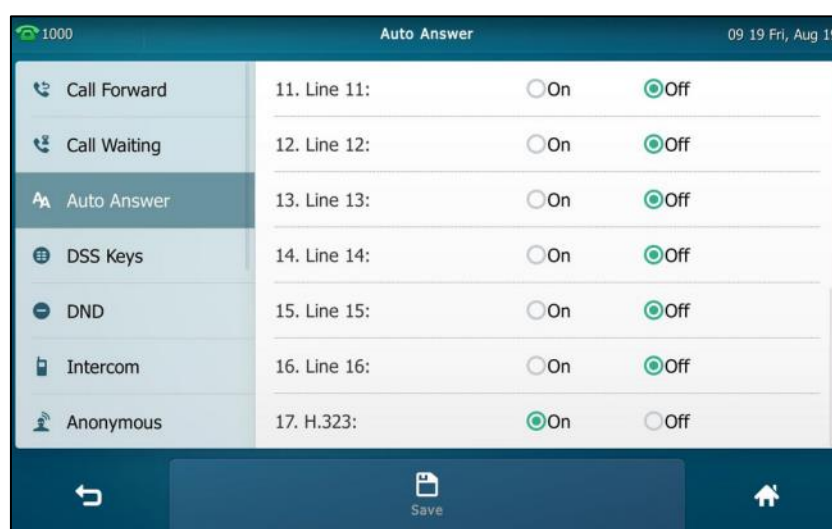 1000
Auto Answer
09 19 Fri, Aug 19
Call Forward
Call Waiting
Auto Answer
DSS Keys
DND
Intercom
Anonymous
11. Line 11:
On
Off
12. Line 12:
On
Off
13. Line 13:
On
Off
14. Line 14:
On
Off
15. Line 15:
On
Off
16. Line 16:
On
Off
17. H.323:
On
Off
Save